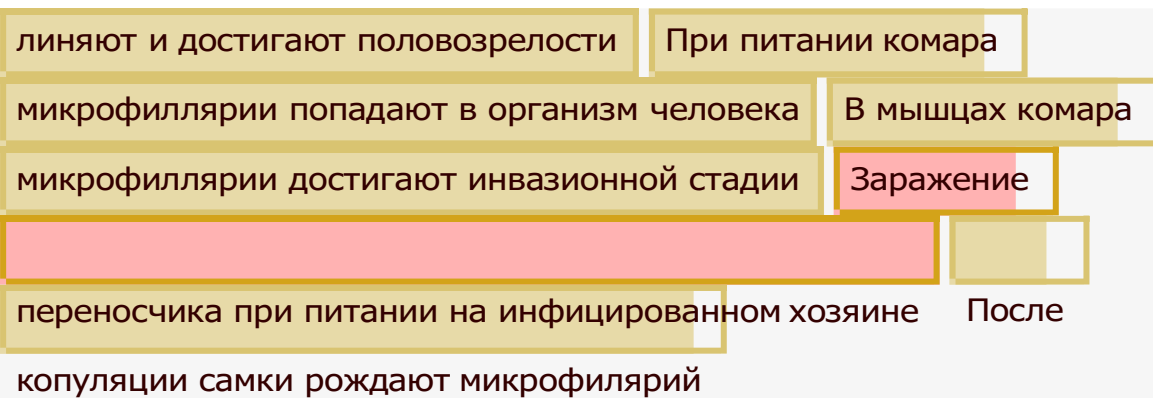 линяют и достигают половозрелости При питании комара
микрофиллярии попадают в организм человека В мышцах комара
микрофиллярии достигают инвазионной стадии Заражение
переносчика при питании на инфицированном хозяине После
копуляции самки рождают микрофилярий